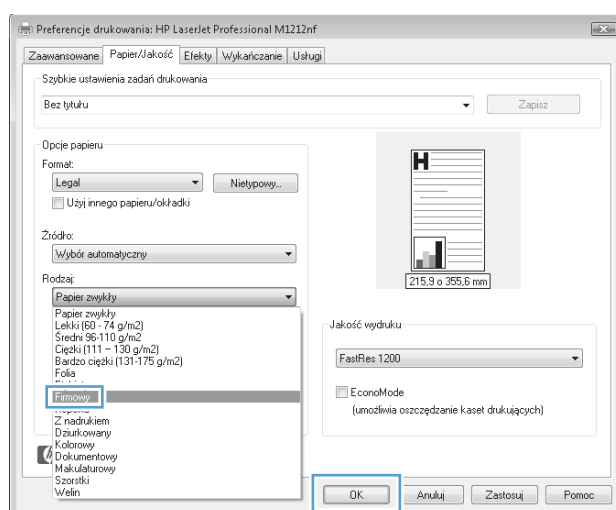 Preferencje drukowania: HP LaserJet Professional M1212nf
Zaawansowane Papier/Jakość Efekty Wykańczanie Usługi
Szybkie ustawienia zadań drukowania
Bez tytułu
Zapisz
Opcje papieru
Format:
Legal
Nietypowy...
Użyj innego papieru/okładki
Źródło:
Wybór automatyczny
Rodzaj:
Papier zwykły
Papier zwykły
Lekki (60 - 74 g/m2)
Średni 96-110 g/m2)
Ciężki (111 – 130 g/m2)
Bardzo ciężki (131-175 g/m2)
Folia
Firmowy
Z nadrukiem
Dziurkowany
Kolorowy
Dokumentowy
Makulaturowy
Szorstki
Welin
H
215,9 o 355,6 mm
Jakość wydruku
FastRes 1200
EconoMode
(umożliwia oszczędzanie kaset drukujących)
OK Anuluj Zastosuj Pomoc